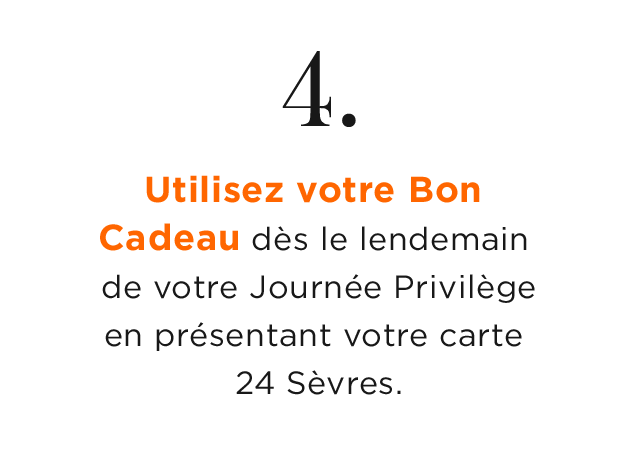 4.
Utilisez votre Bon
Cadeau dès le lendemain
de votre Journée Privilège
en présentant votre carte
24 Sèvres.